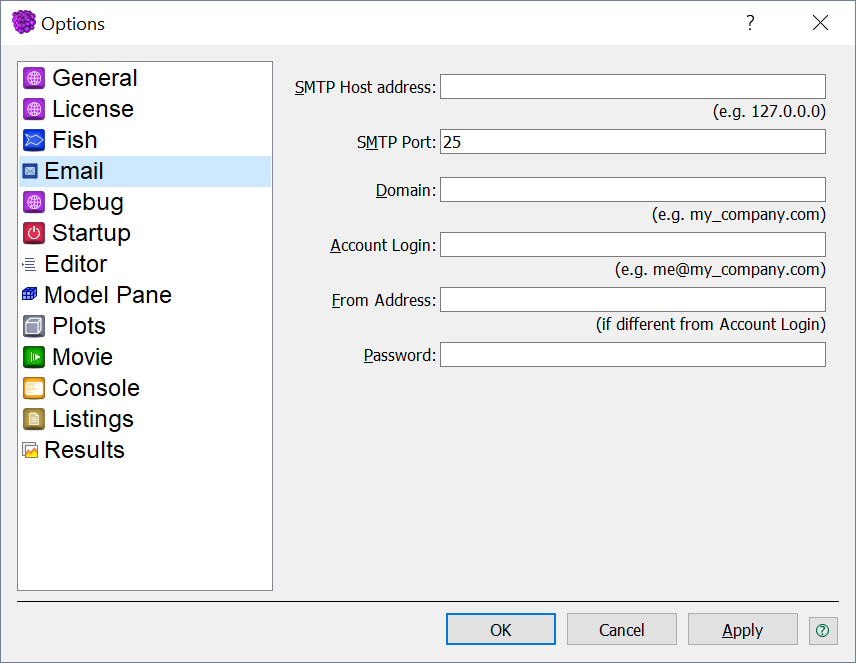 Options
?
General
License
Fish
Email
Debug
Startup
Editor
Model Pane
Plots
Movie
Console
Listings
Results
SMTP Host address:
(e.g. 127.0.0.0)
SMTP Port: 25
Domain:
(e.g. my_company.com)
Account Login:
(e.g. me@my_company.com)
From Address:
(if different from Account Login)
Password:
OK Cancel Apply ?